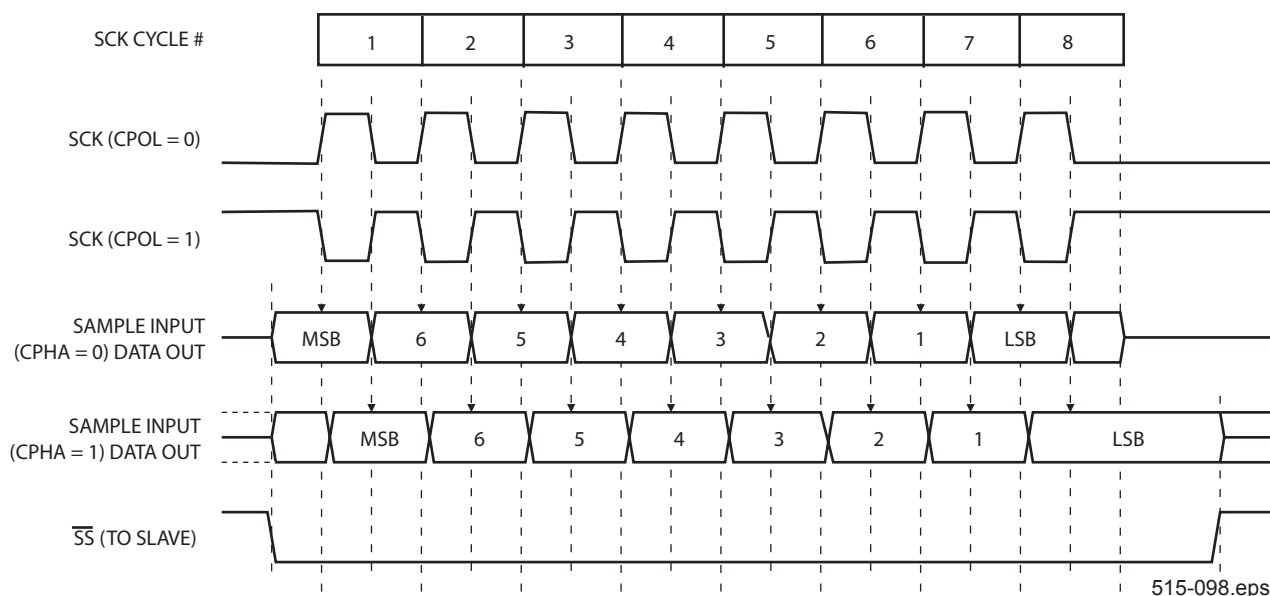 SCK CYCLE # 1 2 3 4 5 6 7 8
SCK (CPOL = 0)
SCK (CPOL = 1)
SAMPLE INPUT
(CPHA = 0) DATA OUT
MSB 6 5 4 3 2 1 LSB
SAMPLE INPUT
(CPHA = 1) DATA OUT
MSB 6 5 4 3 2 1 LSB
S̅S̅ (TO SLAVE)
515-098.eps